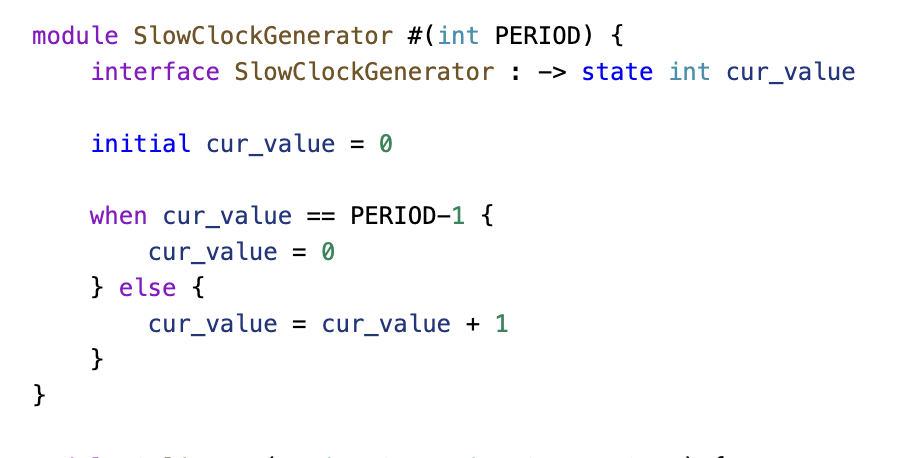 module SlowClockGenerator #(int PERIOD) {
    interface SlowClockGenerator : -> state int cur_value

    initial cur_value = 0

    when cur_value == PERIOD-1 {
        cur_value = 0
    } else {
        cur_value = cur_value + 1
    }
}